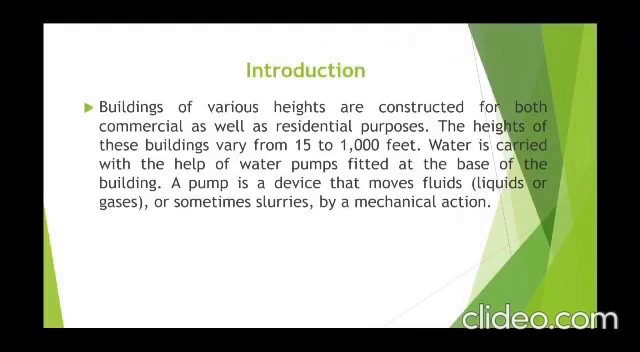 Introduction
Buildings of various heights are constructed for both
commercial as well as residential purposes. The heights of
these buildings vary from 15 to 1,000 feet. Water is carried
with the help of water pumps fitted at the base of the
building. A pump is a device that moves fluids (liquids or
gases), or sometimes slurries, by a mechanical action.
clideo.com